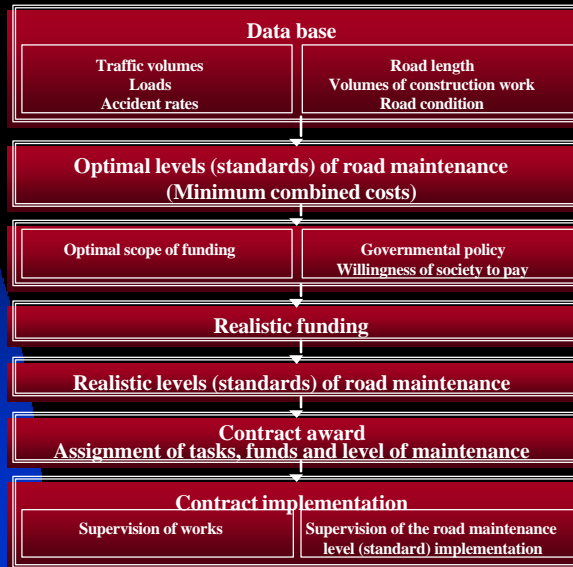 Data base
Traffic volumes
Loads
Accident rates
Road length
Volumes of construction work
Road condition
Optimal levels (standards) of road maintenance
(Minimum combined costs)
Optimal scope of funding
Governmental policy
Willingness of society to pay
Realistic funding
Realistic levels (standards) of road maintenance
Contract award
Assignment of tasks, funds and level of maintenance
Contract implementation
Supervision of works
Supervision of the road maintenance
level (standard) implementation